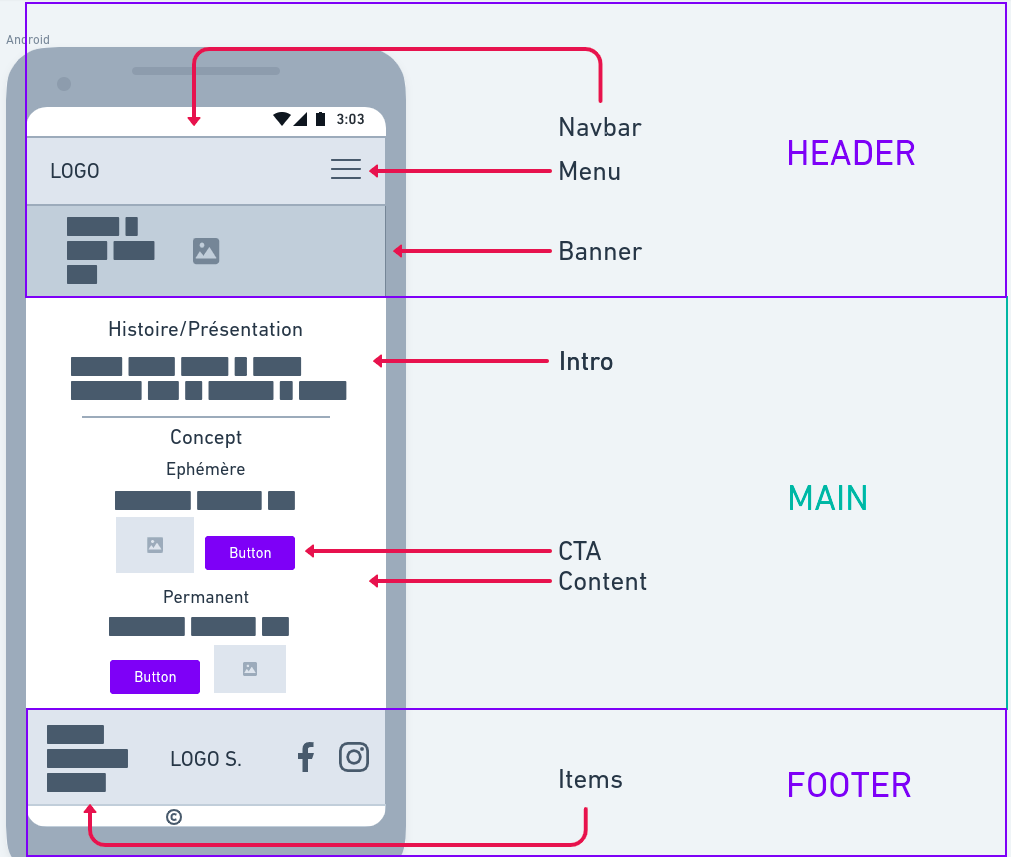 Android
3:03
Navbar
HEADER
LOGO
Menu
Banner
Histoire/Présentation
Intro
Concept
Ephémère
MAIN
Button
CTA
Content
Permanent
Button
LOGO S.
Items
FOOTER
©